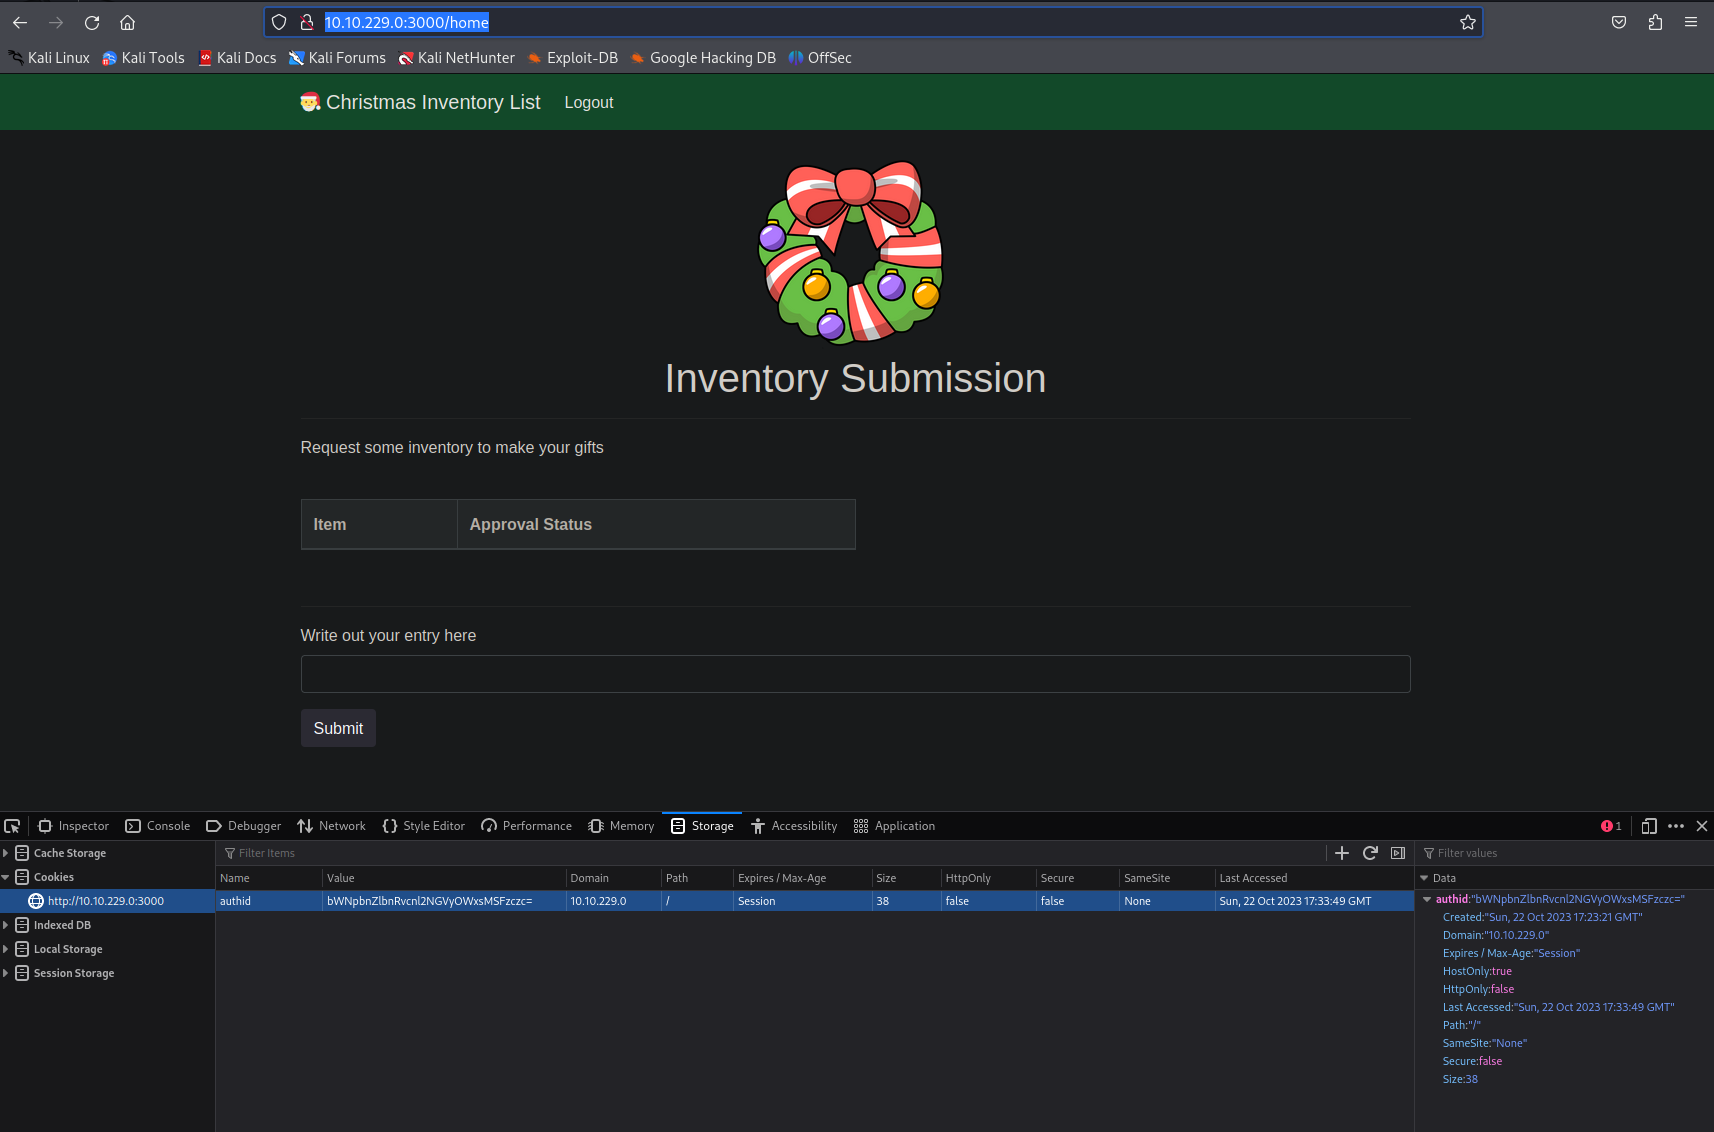 10.10.229.0:3000/home
Kali Linux Kali Tools Kali Docs Kali Forums Kali NetHunter Exploit-DB Google Hacking DB OffSec
Christmas Inventory List Logout
Inventory Submission
Request some inventory to make your gifts
Item Approval Status
Write out your entry here
Submit
Inspector Console Debugger Network Style Editor Performance Memory Storage Accessibility Application 1
Cache Storage
Cookies
http://10.10.229.0:3000
Indexed DB
Local Storage
Session Storage
Filter Items
Name Value Domain Path Expires / Max-Age Size HttpOnly Secure SameSite Last Accessed
authid bWNpbnZlbnRvcnl2NGVyOWxsMSFzczc= 10.10.229.0 / Session 38 false false None Sun, 22 Oct 2023 17:33:49 GMT
Filter values
Data
authid:"bWNpbnZlbnRvcnl2NGVyOWxsMSFzczc="
Created:"Sun, 22 Oct 2023 17:23:21 GMT"
Domain:"10.10.229.0"
Expires / Max-Age:"Session"
HostOnly:true
HttpOnly:false
Last Accessed:"Sun, 22 Oct 2023 17:33:49 GMT"
Path:"/"
SameSite:"None"
Secure:false
Size:38